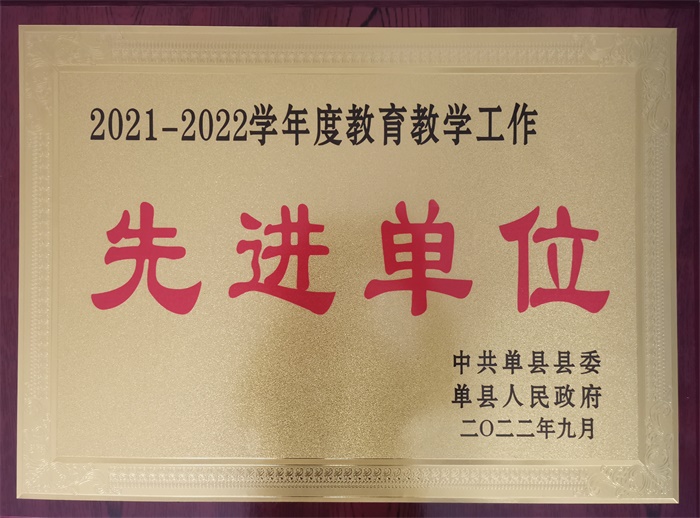 2021-2022学年度教育教学工作
先进单位
中共单县县委
单县人民政府
二〇二二年九月